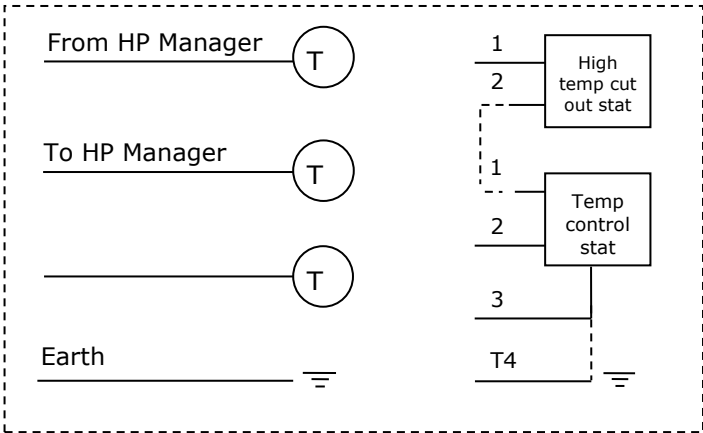 From HP Manager
T
To HP Manager
T
T
Earth
1
2
High
temp cut
out stat
1
2
3
T4
Temp
control
stat